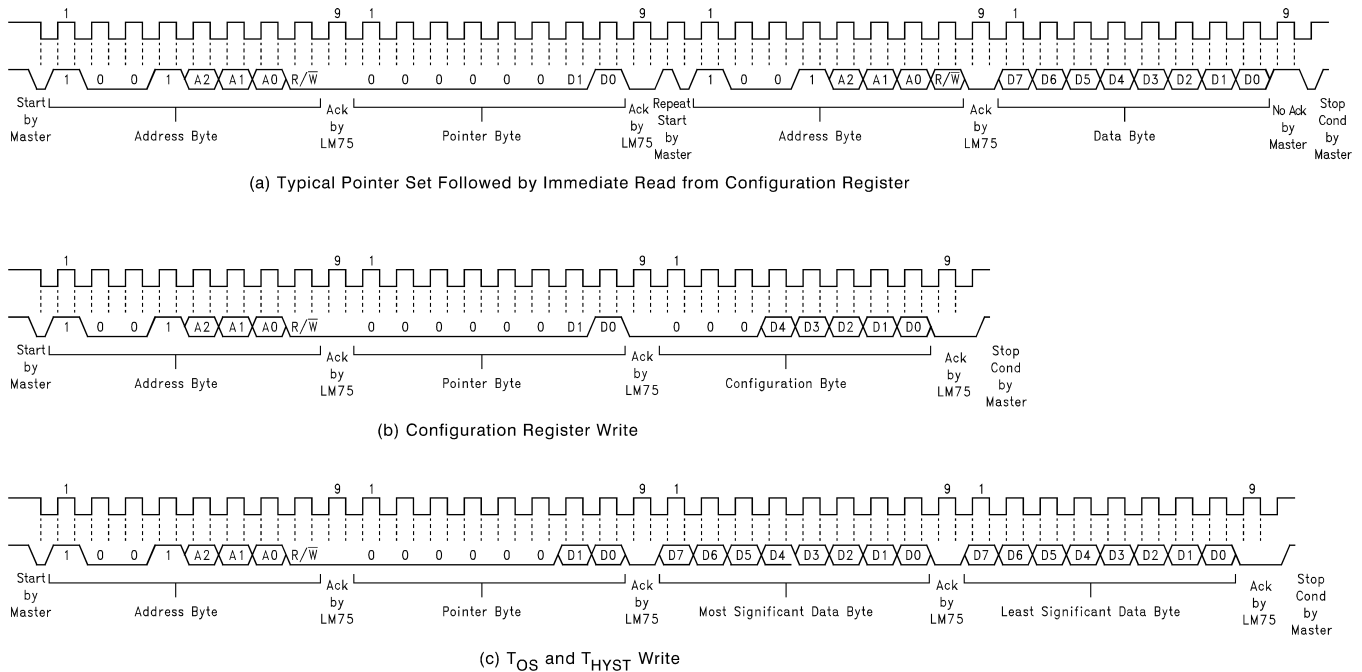 1 9 1 9 1 9 1 9
1 0 0 1 A2 A1 A0 R/W̅ 0 0 0 0 0 0 D1 D0 1 0 0 1 A2 A1 A0 R/W̅ D7 D6 D5 D4 D3 D2 D1 D0
Start by Master
Address Byte
Ack by LM75
Pointer Byte
Ack by LM75
Repeat Start by Master
Address Byte
Ack by LM75
Data Byte
No Ack by Master
Stop Cond by Master
(a) Typical Pointer Set Followed by Immediate Read from Configuration Register
1 9 1 9 1 9
1 0 0 1 A2 A1 A0 R/W̅ 0 0 0 0 0 0 D1 D0 0 0 0 D4 D3 D2 D1 D0
Start by Master
Address Byte
Ack by LM75
Pointer Byte
Ack by LM75
Configuration Byte
Ack by LM75
Stop Cond by Master
(b) Configuration Register Write
1 9 1 9 1 9 1 9
1 0 0 1 A2 A1 A0 R/W̅ 0 0 0 0 0 0 D1 D0 D7 D6 D5 D4 D3 D2 D1 D0 D7 D6 D5 D4 D3 D2 D1 D0
Start by Master
Address Byte
Ack by LM75
Pointer Byte
Ack by LM75
Most Significant Data Byte
Ack by LM75
Least Significant Data Byte
Ack by LM75
Stop Cond by Master
(c) TOS and THYST Write